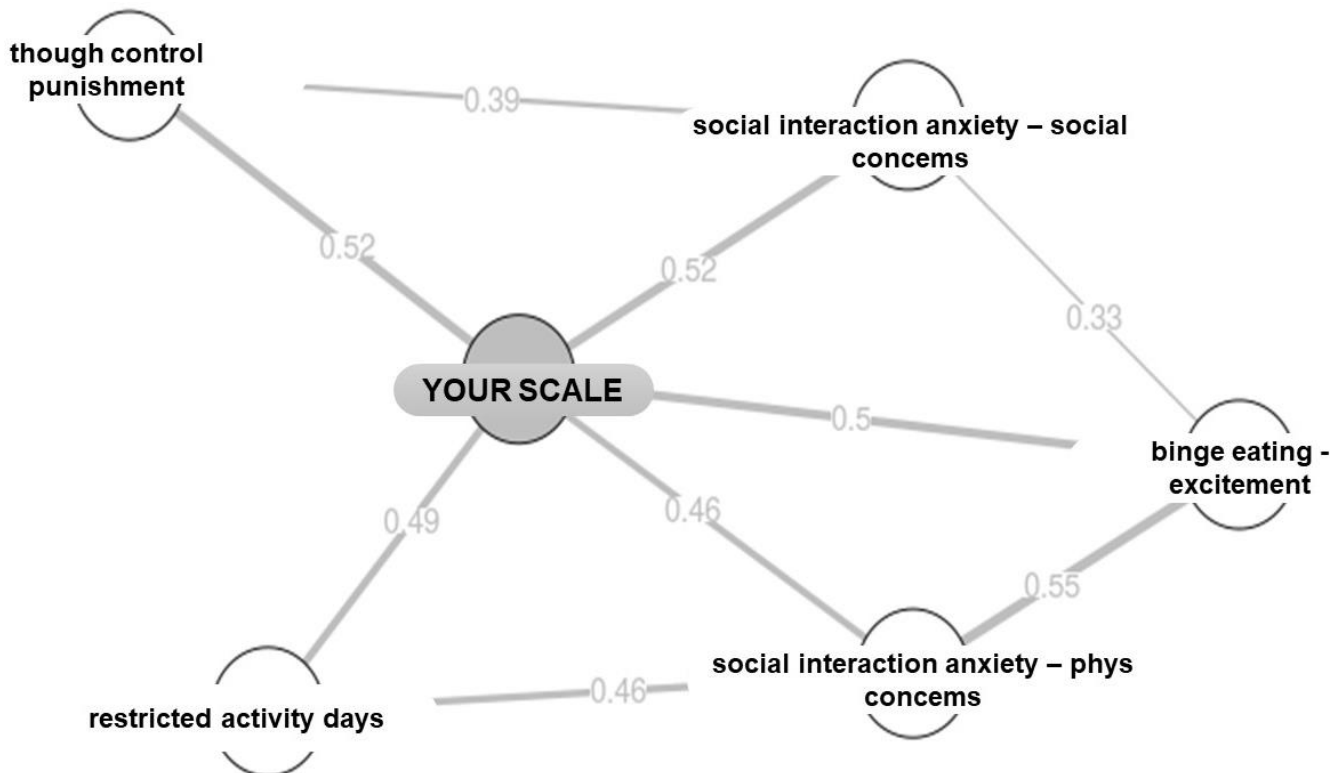 though control
punishment
0.39
social interaction anxiety – social
concems
0.52
0.52
0.33
YOUR SCALE
0.5
binge eating -
excitement
0.49
0.46
0.55
social interaction anxiety – phys
concems
0.46
restricted activity days